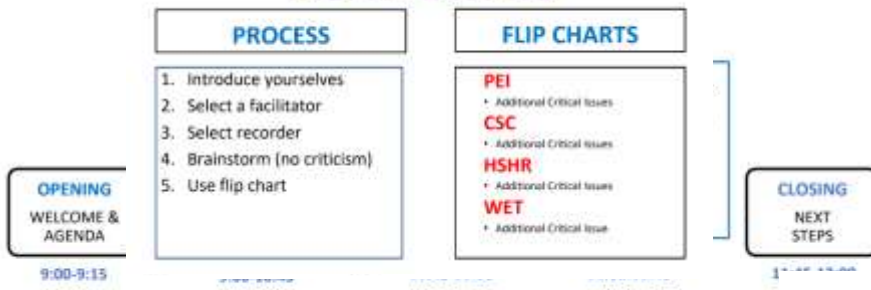 PROCESS
FLIP CHARTS
1. Introduce yourselves
2. Select a facilitator
3. Select recorder
4. Brainstorm (no criticism)
5. Use flip chart
PEI
• Additional Critical Issues
CSC
• Additional Critical Issues
HSHR
• Additional Critical Issues
WET
• Additional Critical Issue
OPENING
WELCOME &
AGENDA
9:00-9:15
CLOSING
NEXT
STEPS